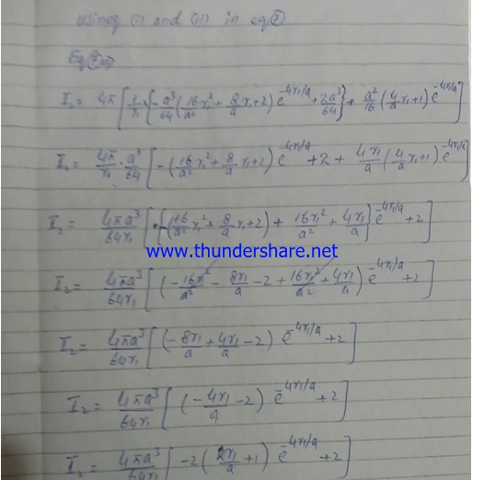 using (i) and (ii) in eq②
Eq②⇒
I₂ = 4π[1/r₁{-a³/64(16/a² r₁² + 8/a r₁ + 2)e^-4r₁/a + 2a³/64} + a²/16(4/a r₁ + 1)e^-4r₁/a]
I₂ = 4π/r₁ · a³/64[-(16/a² r₁² + 8/a r₁ + 2)e^-4r₁/a + 2 + 4r₁/a(4/a r₁ + 1)e^-4r₁/a]
I₂ = 4πa³/64r₁[{-(16/a² r₁² + 8/a r₁ + 2) + 16r₁²/a² + 4r₁/a}e^-4r₁/a + 2]
www.thundershare.net
I₂ = 4πa³/64r₁[(-16r₁²/a² - 8r₁/a - 2 + 16r₁²/a² + 4r₁/a)e^-4r₁/a + 2]
I₂ = 4πa³/64r₁[(-8r₁/a + 4r₁/a - 2)e^-4r₁/a + 2]
I₂ = 4πa³/64r₁[(-4r₁/a - 2)e^-4r₁/a + 2]
I₂ = 4πa³/64r₁[-2(2r₁/a + 1)e^-4r₁/a + 2]